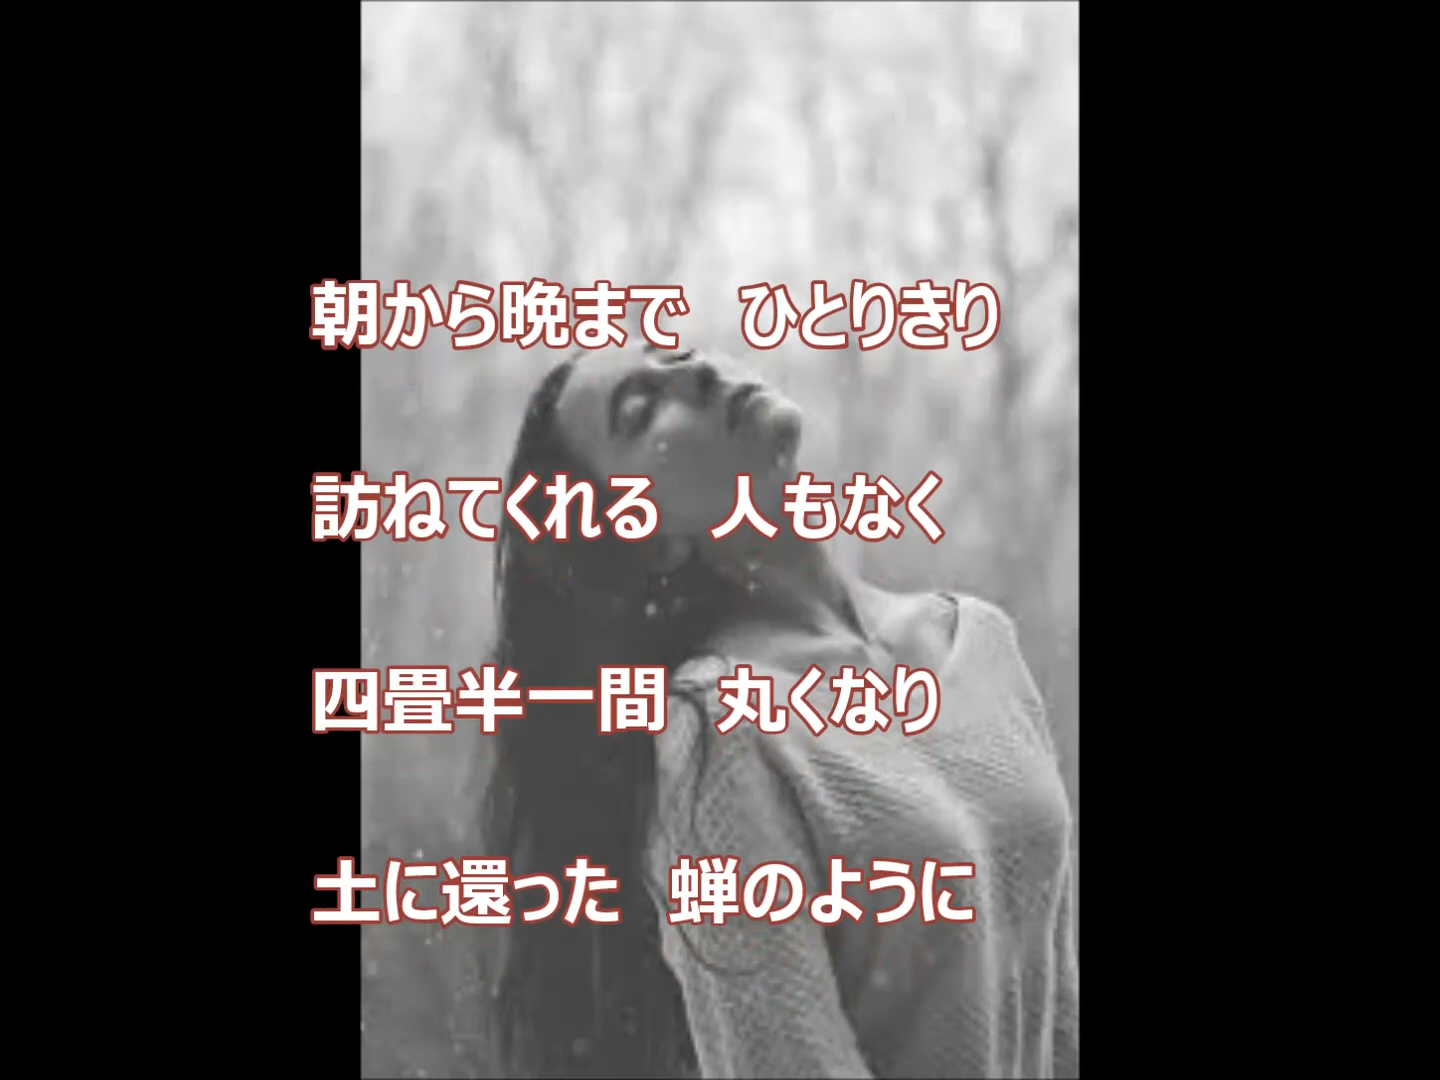 朝から晩まで　ひとりきり
訪ねてくれる　人もなく
四畳半一間　丸くなり
土に還った　蝉のように